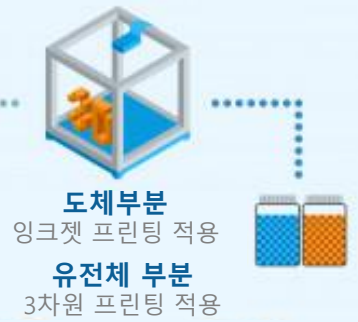 도체부분
잉크젯 프린팅 적용
유전체 부분
3차원 프린팅 적용